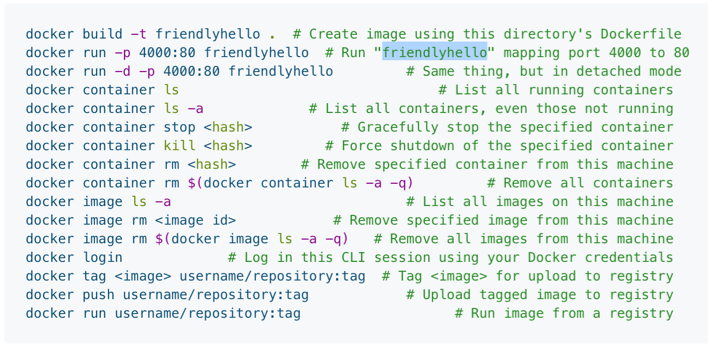 docker build -t friendlyhello .  # Create image using this directory's Dockerfile
docker run -p 4000:80 friendlyhello  # Run "friendlyhello" mapping port 4000 to 80
docker run -d -p 4000:80 friendlyhello         # Same thing, but in detached mode
docker container ls                                # List all running containers
docker container ls -a             # List all containers, even those not running
docker container stop <hash>           # Gracefully stop the specified container
docker container kill <hash>         # Force shutdown of the specified container
docker container rm <hash>        # Remove specified container from this machine
docker container rm $(docker container ls -a -q)         # Remove all containers
docker image ls -a                             # List all images on this machine
docker image rm <image id>            # Remove specified image from this machine
docker image rm $(docker image ls -a -q)   # Remove all images from this machine
docker login             # Log in this CLI session using your Docker credentials
docker tag <image> username/repository:tag  # Tag <image> for upload to registry
docker push username/repository:tag            # Upload tagged image to registry
docker run username/repository:tag                   # Run image from a registry